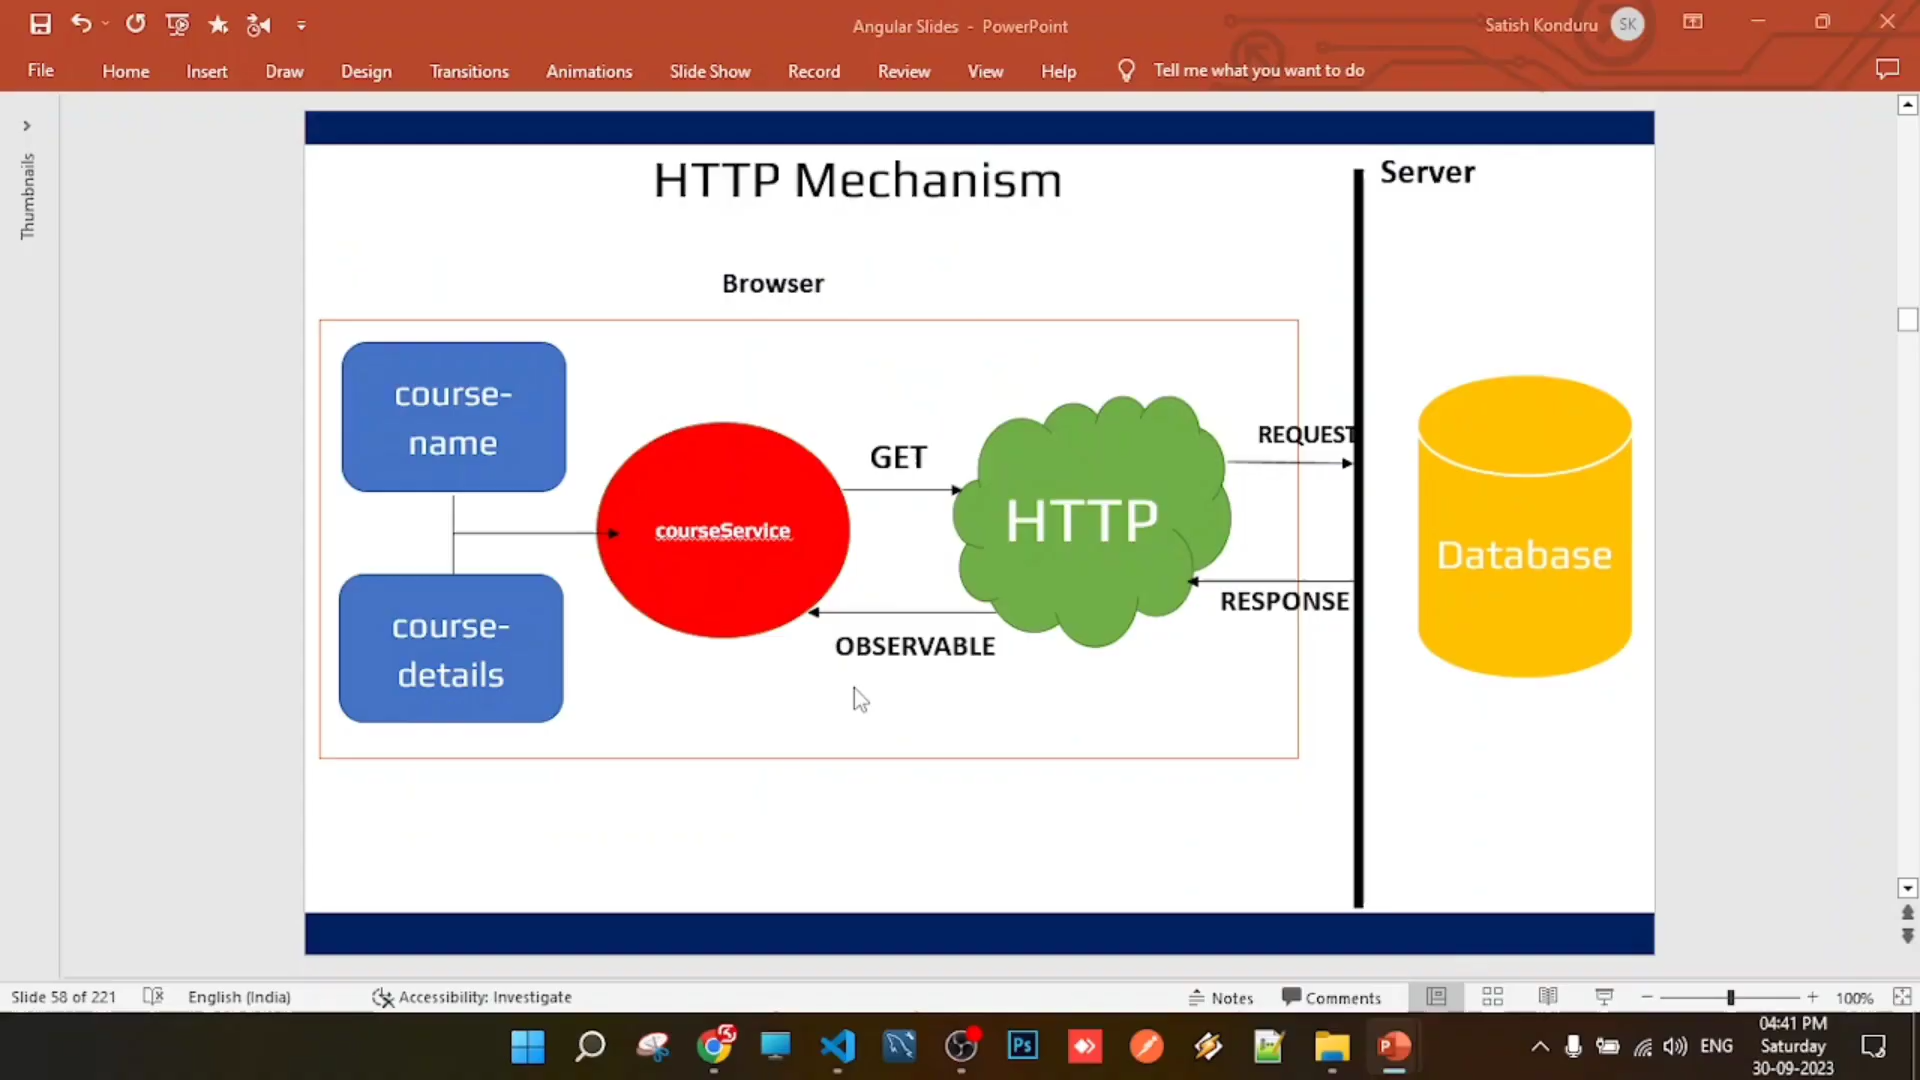 Angular Slides - PowerPoint
Satish Konduru
SK
File
Home
Insert
Draw
Design
Transitions
Animations
Slide Show
Record
Review
View
Help
Tell me what you want to do
Thumbnails
HTTP Mechanism
Server
Browser
course-
name
GET
REQUEST
courseService
HTTP
Database
RESPONSE
OBSERVABLE
course-
details
Slide 58 of 221
English (India)
Accessibility: Investigate
Notes
Comments
100%
Ps
P
ENG
04:41 PM
Saturday
30-09-2023